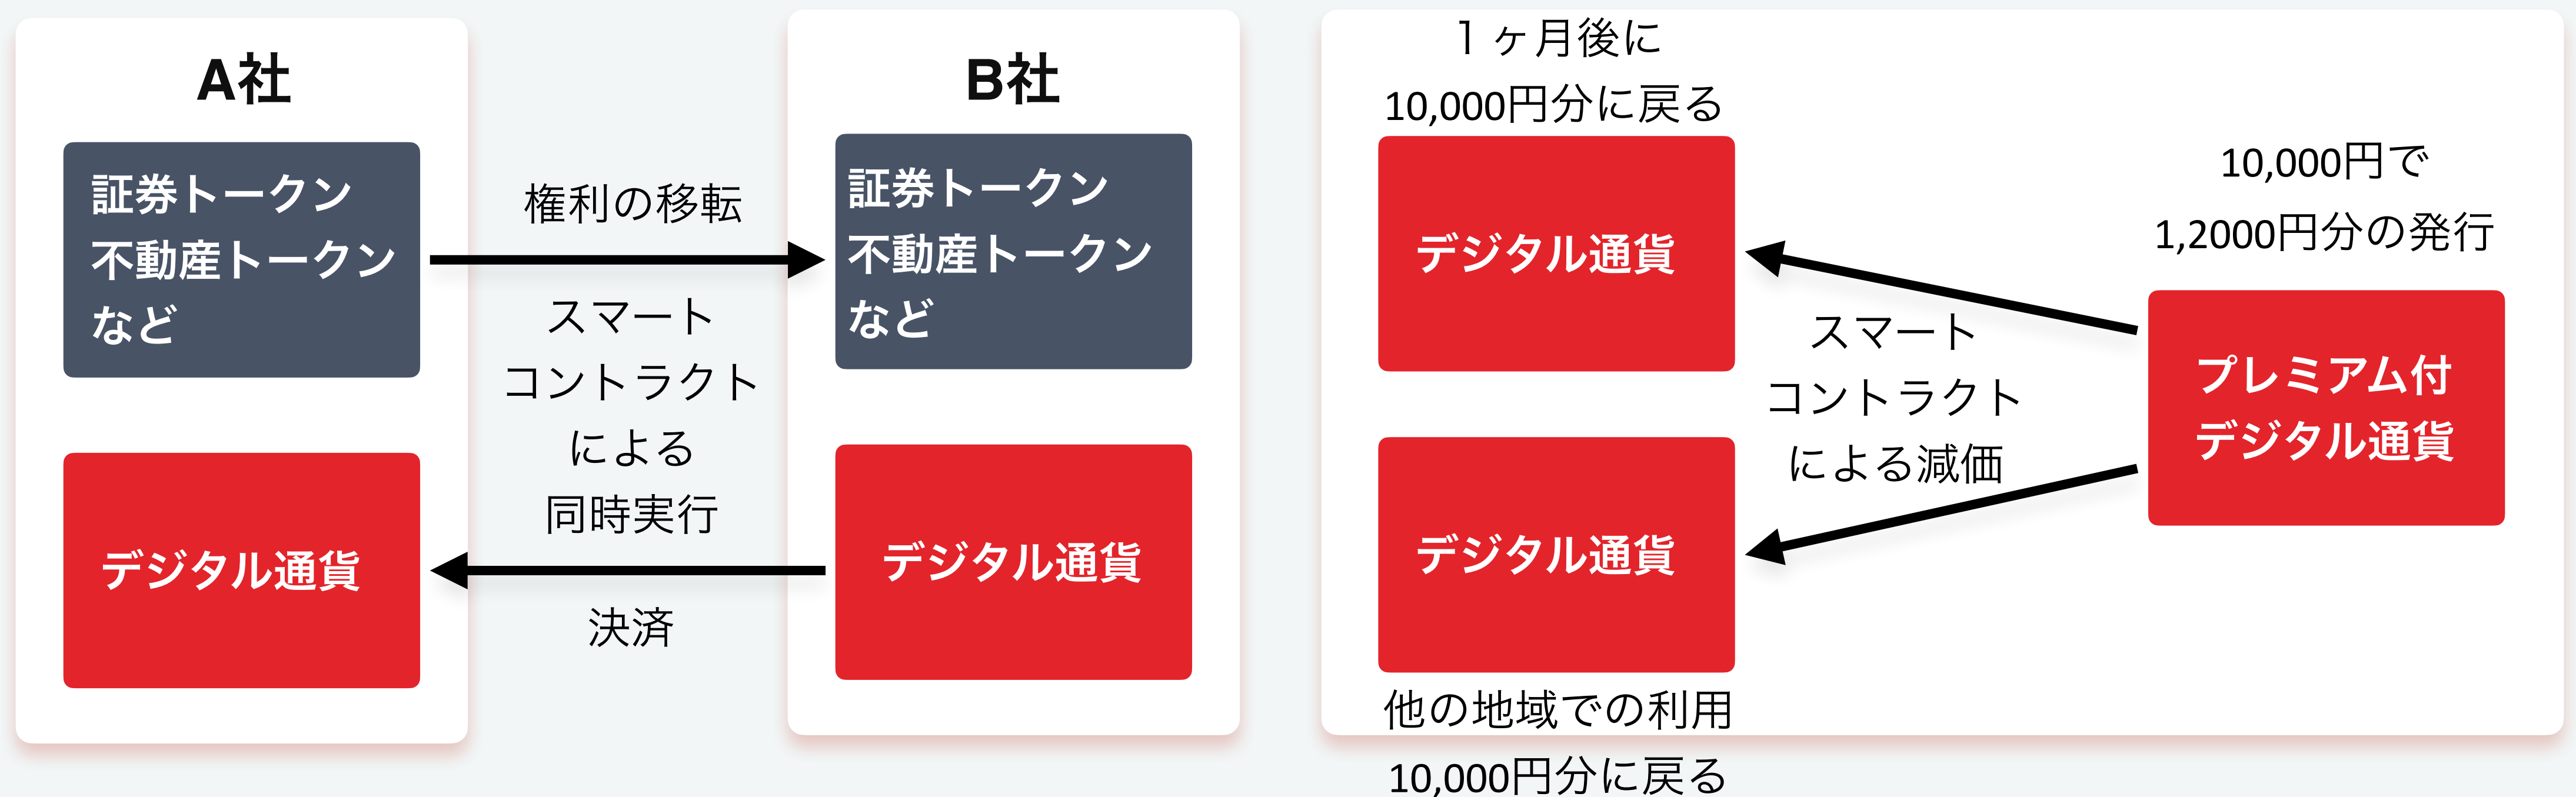 A社
証券トークン
不動産トークン
など
デジタル通貨
権利の移転
スマート
コントラクト
による
同時実行
決済
B社
証券トークン
不動産トークン
など
デジタル通貨
1ヶ月後に
10,000円分に戻る
デジタル通貨
スマート
コントラクト
による減価
デジタル通貨
他の地域での利用
10,000円分に戻る
10,000円で
1,2000円分の発行
プレミアム付
デジタル通貨